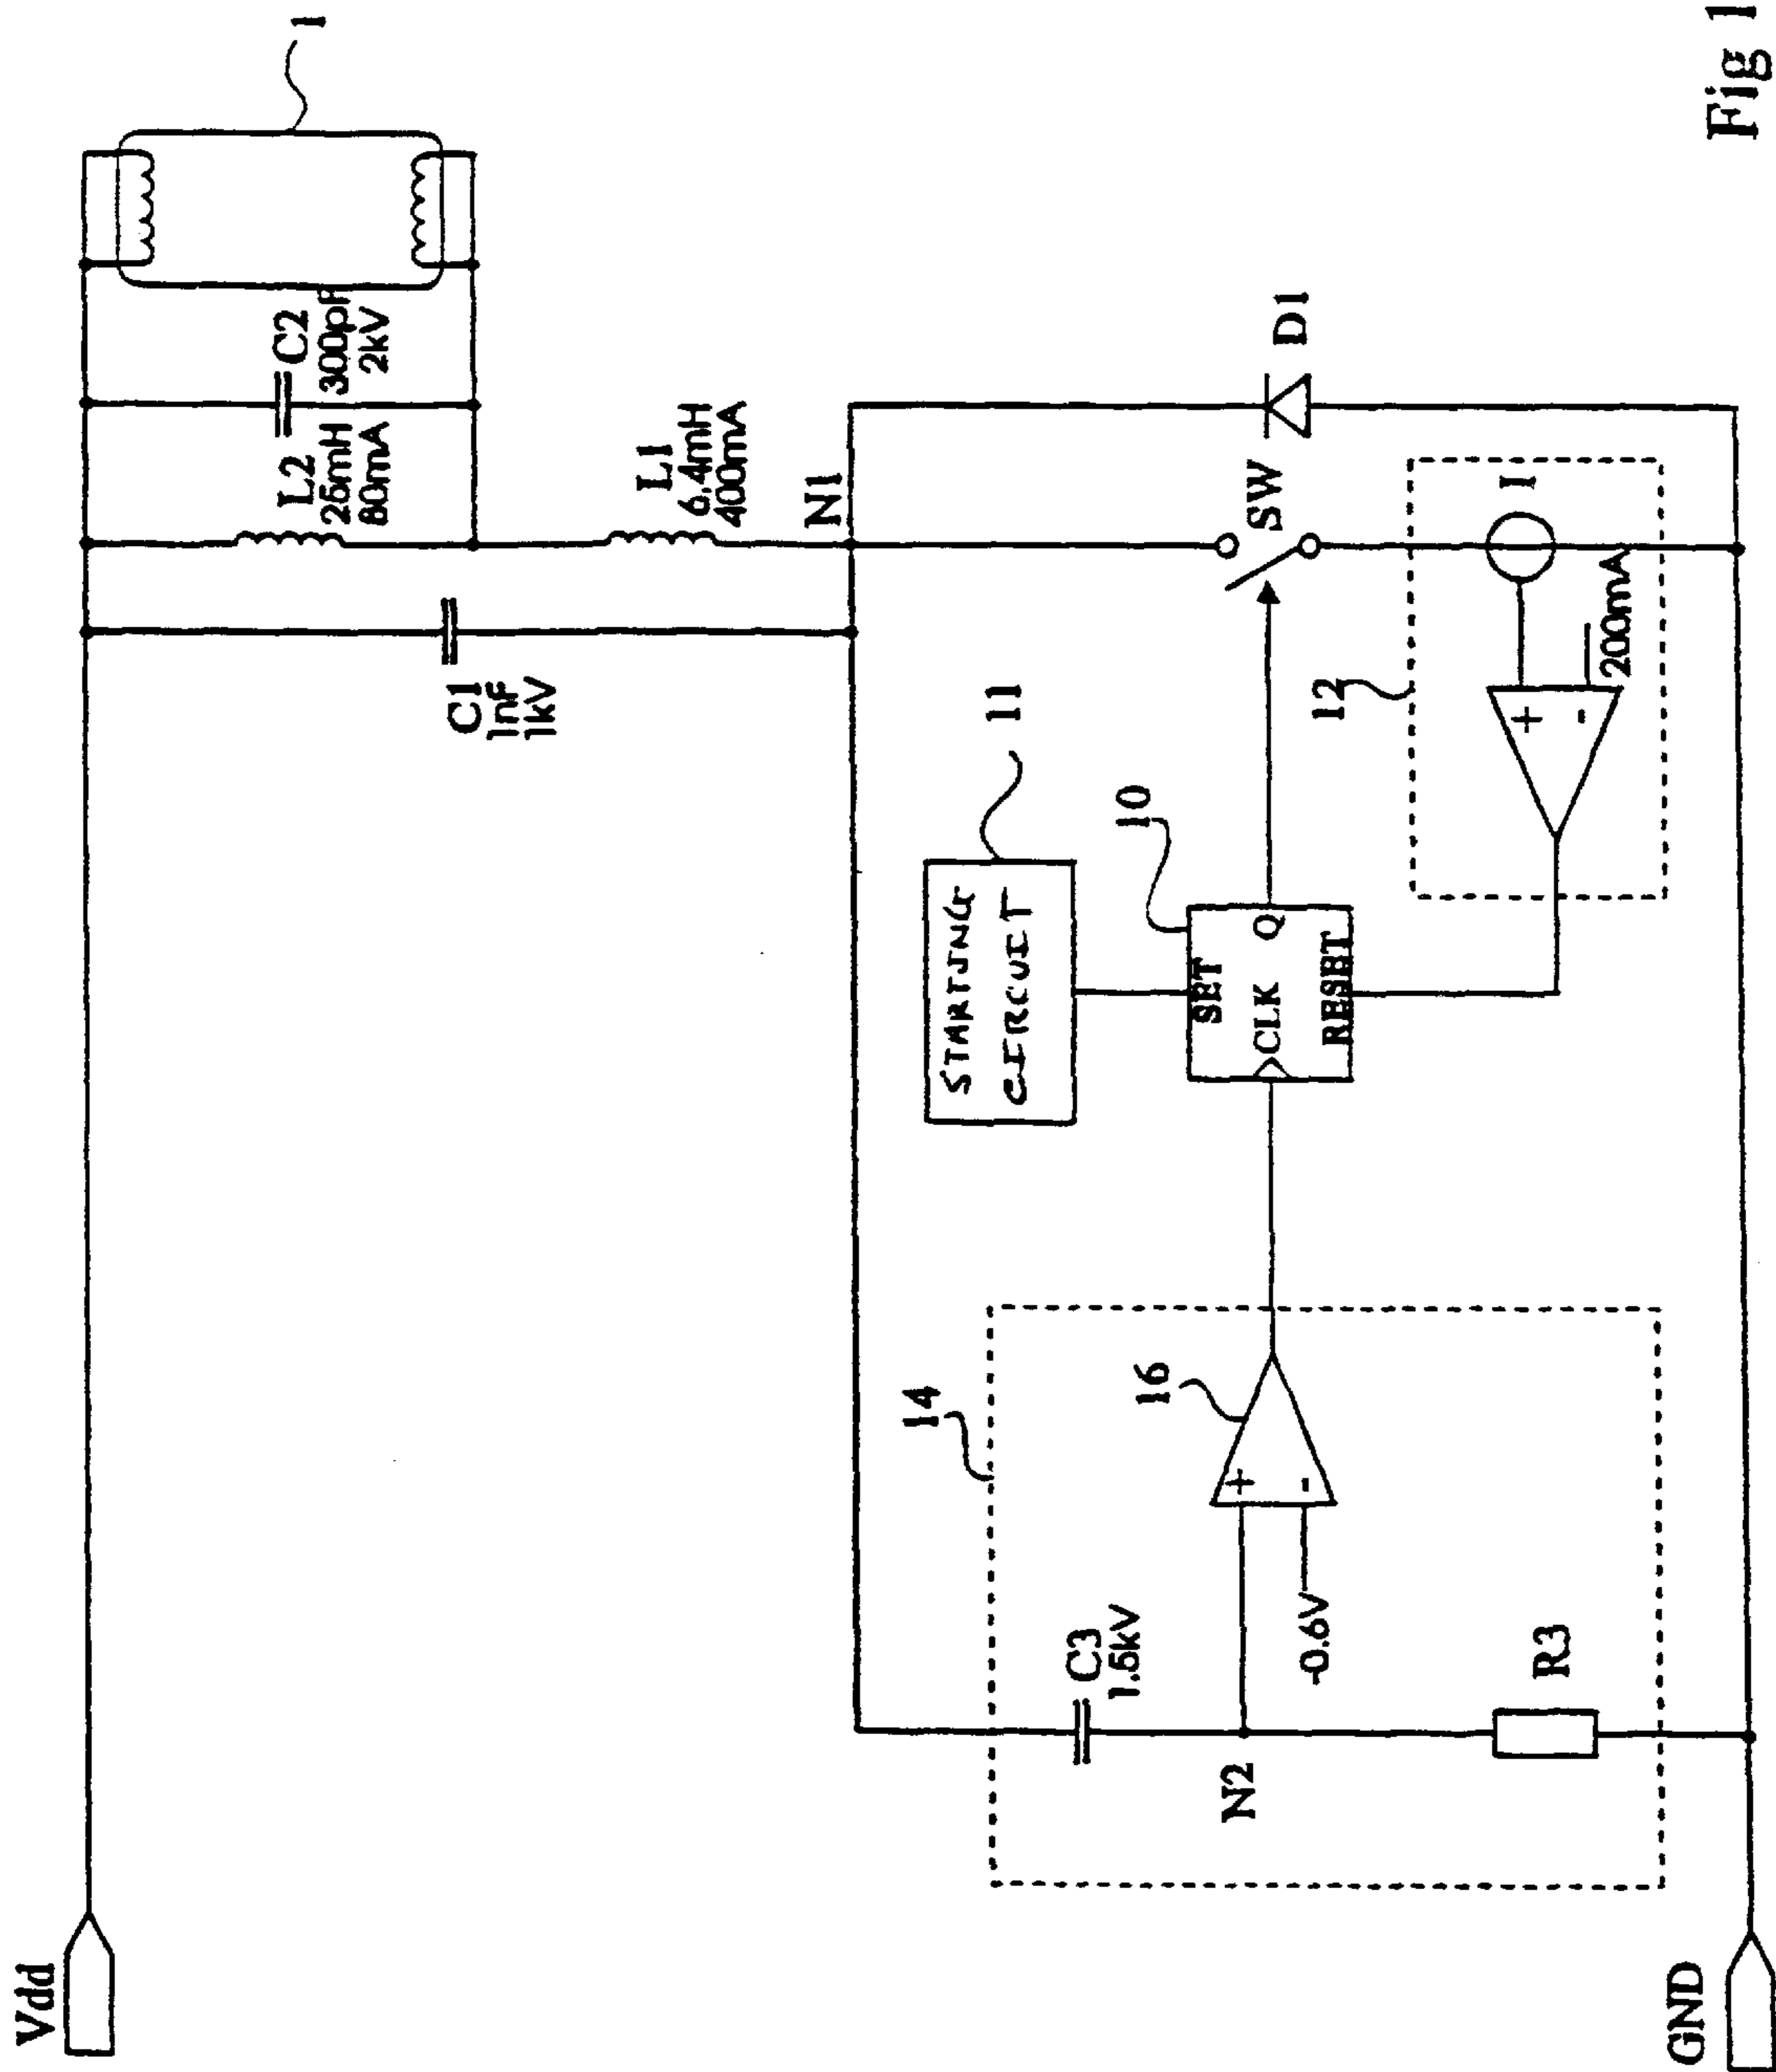 Vdd
1
L2
25mH
80mA
C2
300pF
2kV
C1
1nF
1kV
L1
6.4mH
400mA
N1
11
STARTING
CIRCUIT
10
SET
CLK
Q
RESET
SW
D1
12
I
+
-
200mA
14
16
+
-
-0.6V
C3
1.5kV
N2
R3
GND
Fig 1